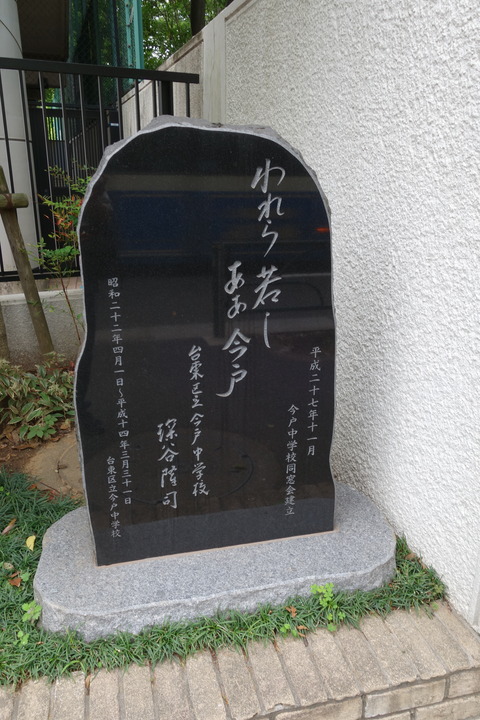 平成二十七年十一月
今戸中学校同窓会建立
われら若し
ああ今戸
台東区立今戸中学校
深谷隆司
昭和二十二年四月一日～平成十四年三月三十一日
台東区立今戸中学校